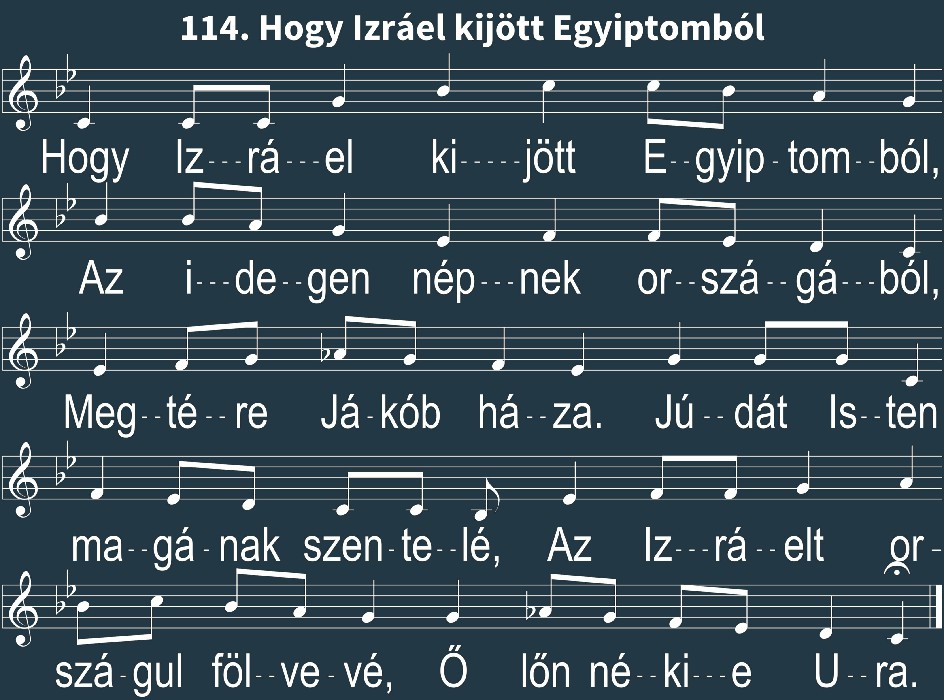 114. Hogy Izráel kijött Egyiptomból
Hogy Iz---rá---el ki-----jött E--gyip-tom--ból,
Az i---de--gen nép---nek or--szá--gá---ból,
Meg--té--re Já-kób há--za. Jú--dát Is--ten
ma--gá-nak szen-te--lé, Az Iz---rá--elt or-
szá-gul föl--ve-vé, Ő lőn né--ki--e U--ra.